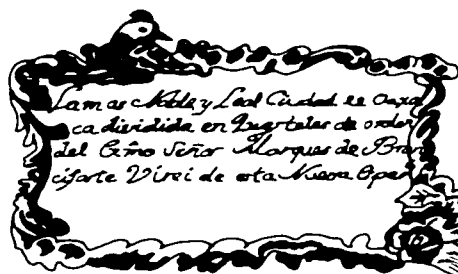 La mas Noble y Leal Ciudad de Oaxa
ca dividida en Quarteles de orden
del Exmo Señor Marques de Bran
ciforte Virei de esta Nueva Espa